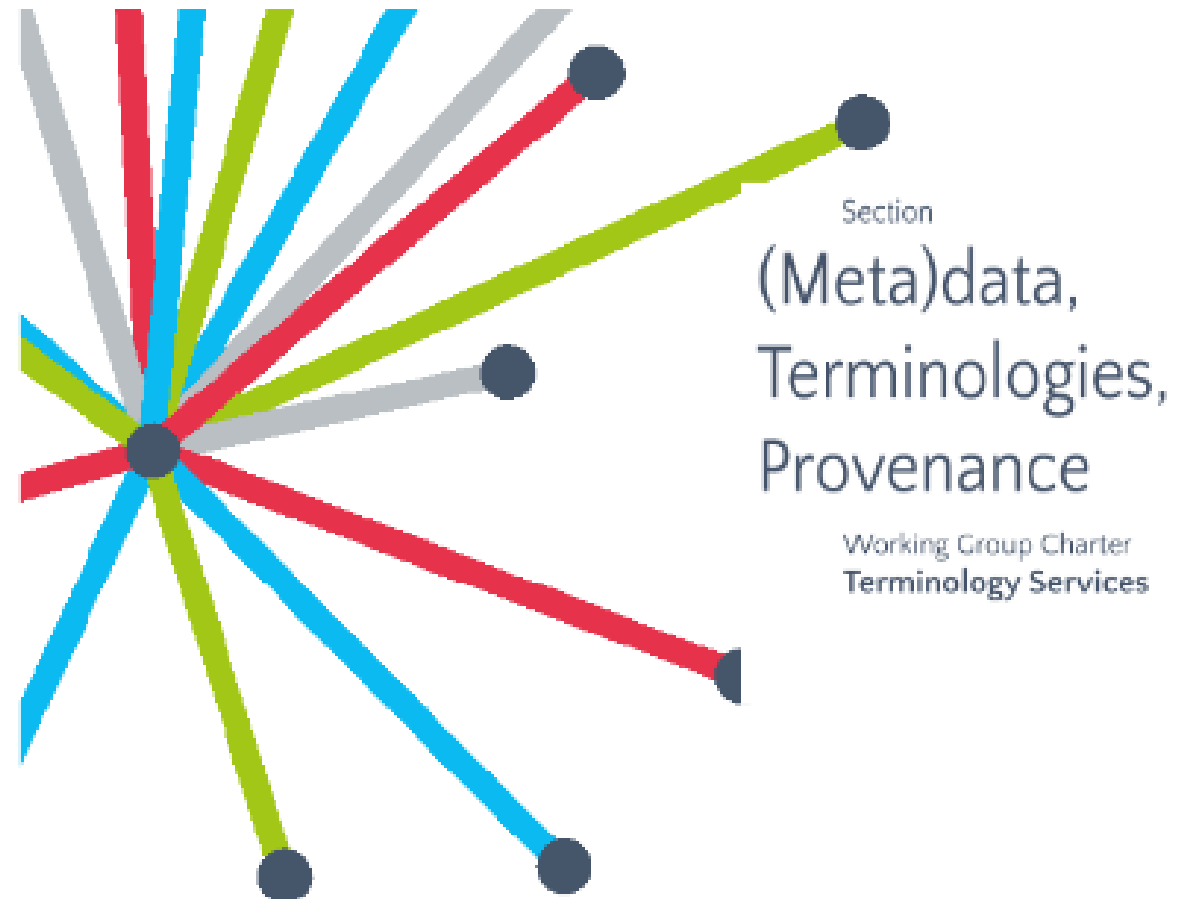 Section
(Meta)data,
Terminologies,
Provenance
Working Group Charter
Terminology Services